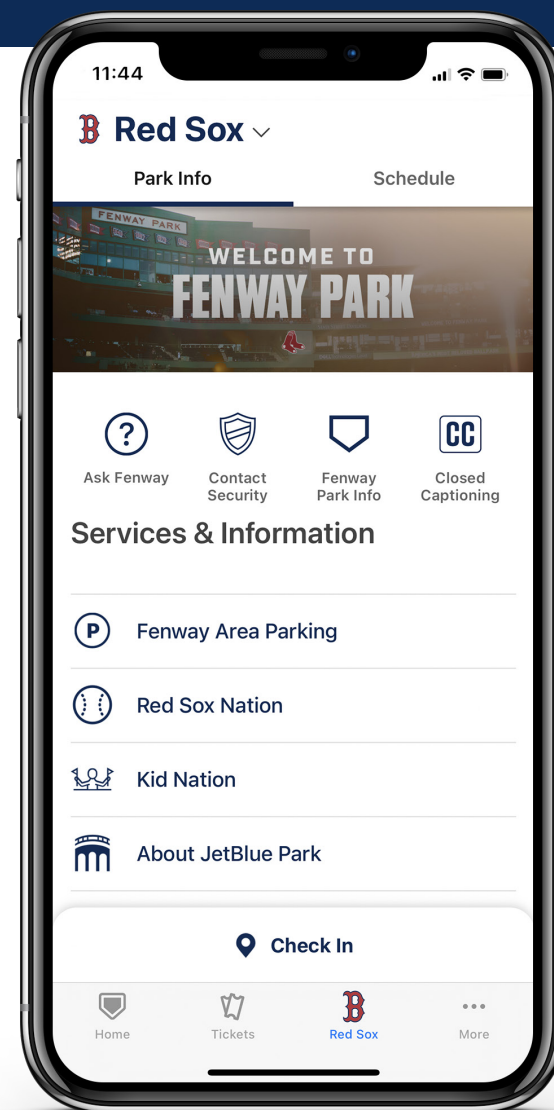 11:44
B Red Sox
Park Info
Schedule
FENWAY PARK
WELCOME TO
FENWAY PARK
?
CC
Ask Fenway
Contact
Security
Fenway
Park Info
Closed
Captioning
Services & Information
P
Fenway Area Parking
Red Sox Nation
Kid Nation
About JetBlue Park
Check In
B
Home
Tickets
Red Sox
More